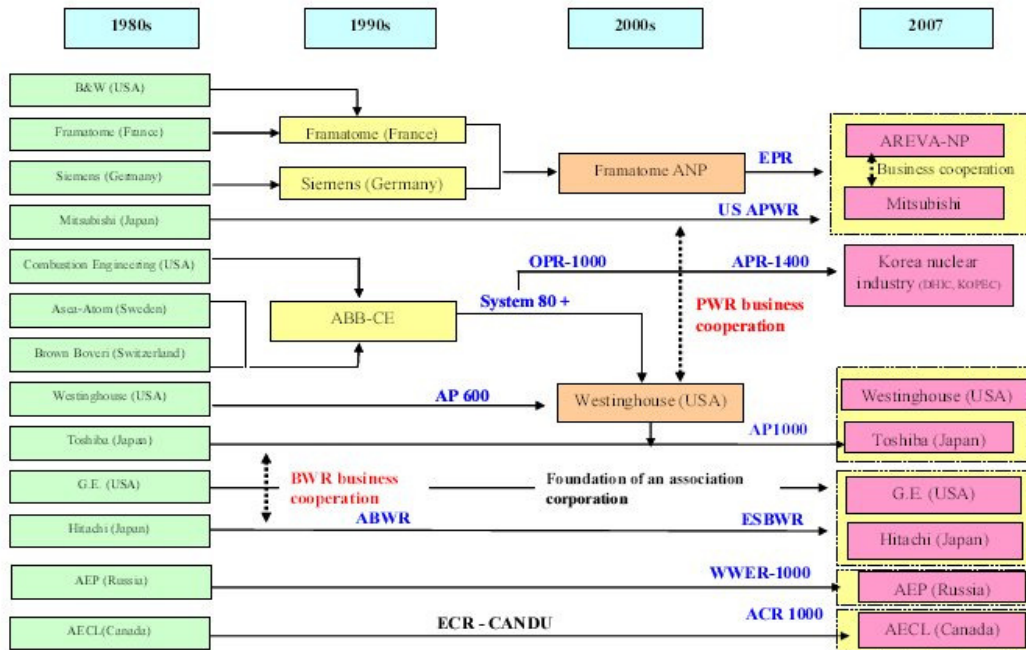 1980s
1990s
2000s
2007
B&W (USA)
Framatome (France)
Siemens (Germany)
Mitsubishi (Japan)
Combustion Engineering (USA)
Asea-Atom (Sweden)
Brown Boveri (Switzerland)
Westinghouse (USA)
Toshiba (Japan)
G.E. (USA)
Hitachi (Japan)
AEP (Russia)
AECL(Canada)
Framatome (France)
Siemens (Germany)
ABB-CE
Framatome ANP
Westinghouse (USA)
EPR
US APWR
OPR-1000
APR-1400
System 80 +
PWR business
cooperation
AP 600
AP1000
BWR business
cooperation
Foundation of an association
corporation
ABWR
ESBWR
WWER-1000
ECR - CANDU
ACR 1000
AREVA-NP
Business cooperation
Mitsubishi
Korea nuclear
industry (DHIC, KOPEC)
Westinghouse (USA)
Toshiba (Japan)
G.E. (USA)
Hitachi (Japan)
AEP (Russia)
AECL (Canada)